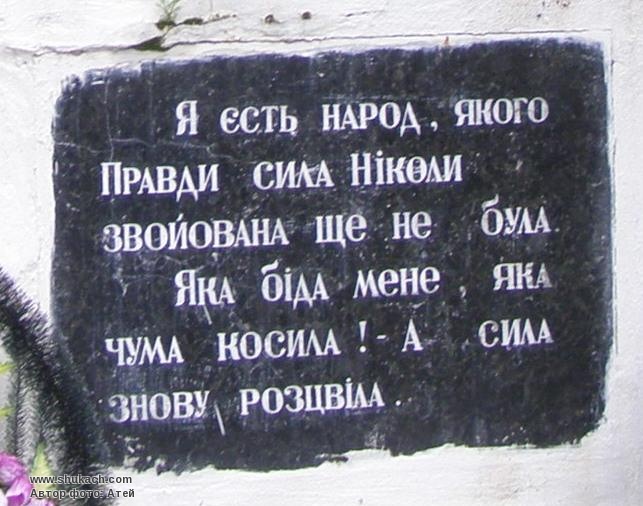 Я єсть народ, якого
Правди сила Ніколи
звойована ще не була.
Яка біда мене, яка
чума косила! - А сила
знову розцвіла.
www.shukach.com
Автор фото: Атей